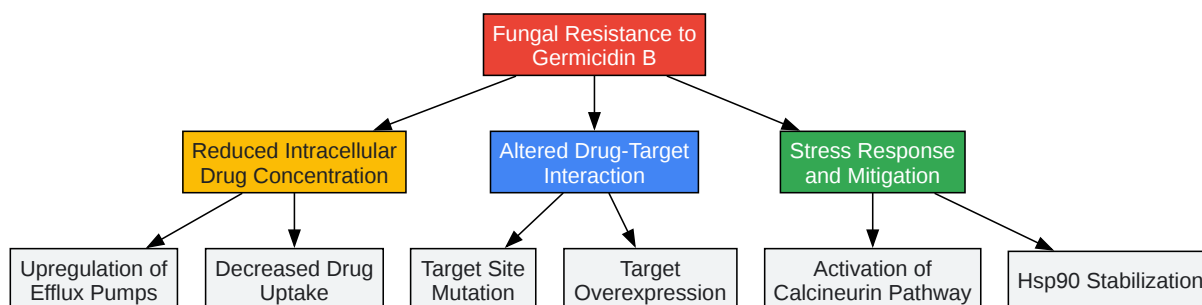 Fungal Resistance to
Germicidin B
Reduced Intracellular
Drug Concentration
Altered Drug-Target
Interaction
Stress Response
and Mitigation
Upregulation of
Efflux Pumps
Decreased Drug
Uptake
Target Site
Mutation
Target
Overexpression
Activation of
Calcineurin Pathway
Hsp90 Stabilization